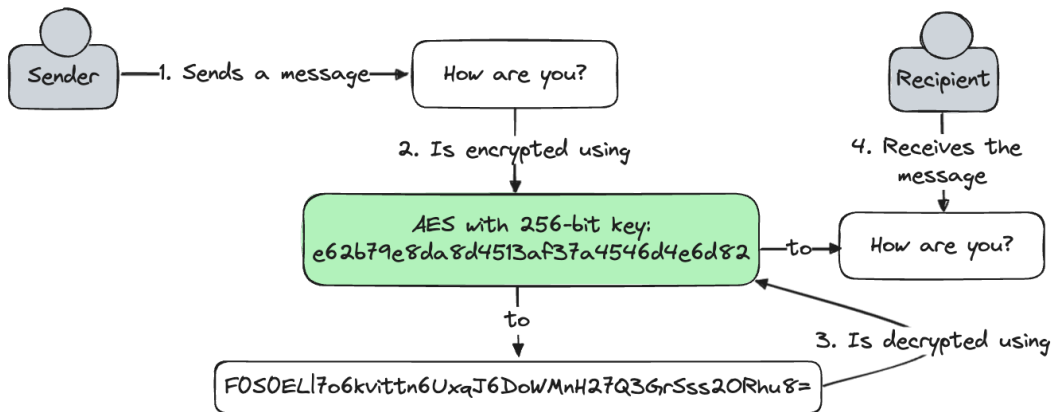 Sender
1. Sends a message
How are you?
Recipient
2. Is encrypted using
4. Receives the
message
AES with 256-bit key:
e62b79e8da8d4513af37a4546d4e6d82
to
How are you?
to
3. Is decrypted using
F0SOEL|7o6kvittn6UxqJ6DoWMnH27Q3GrSss2ORhu8=